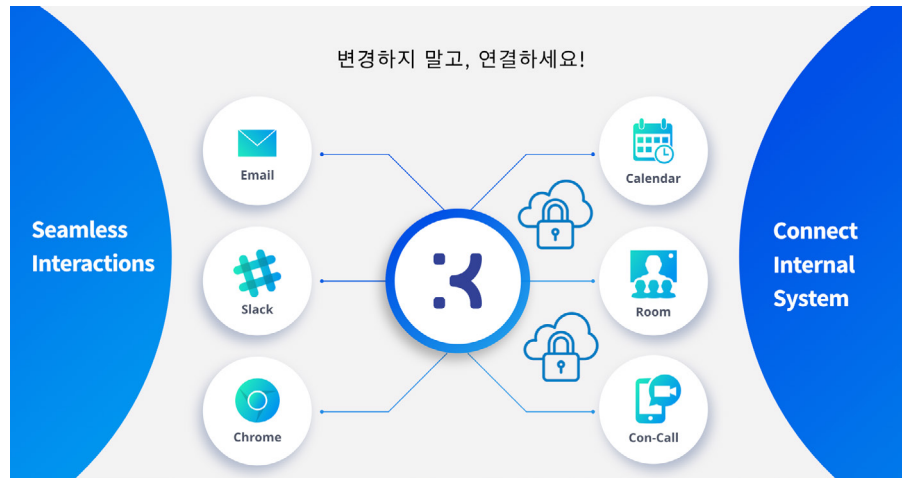 변경하지 말고, 연결하세요!
Seamless
Interactions
Email
Slack
Chrome
Calendar
Room
Con-Call
Connect
Internal
System